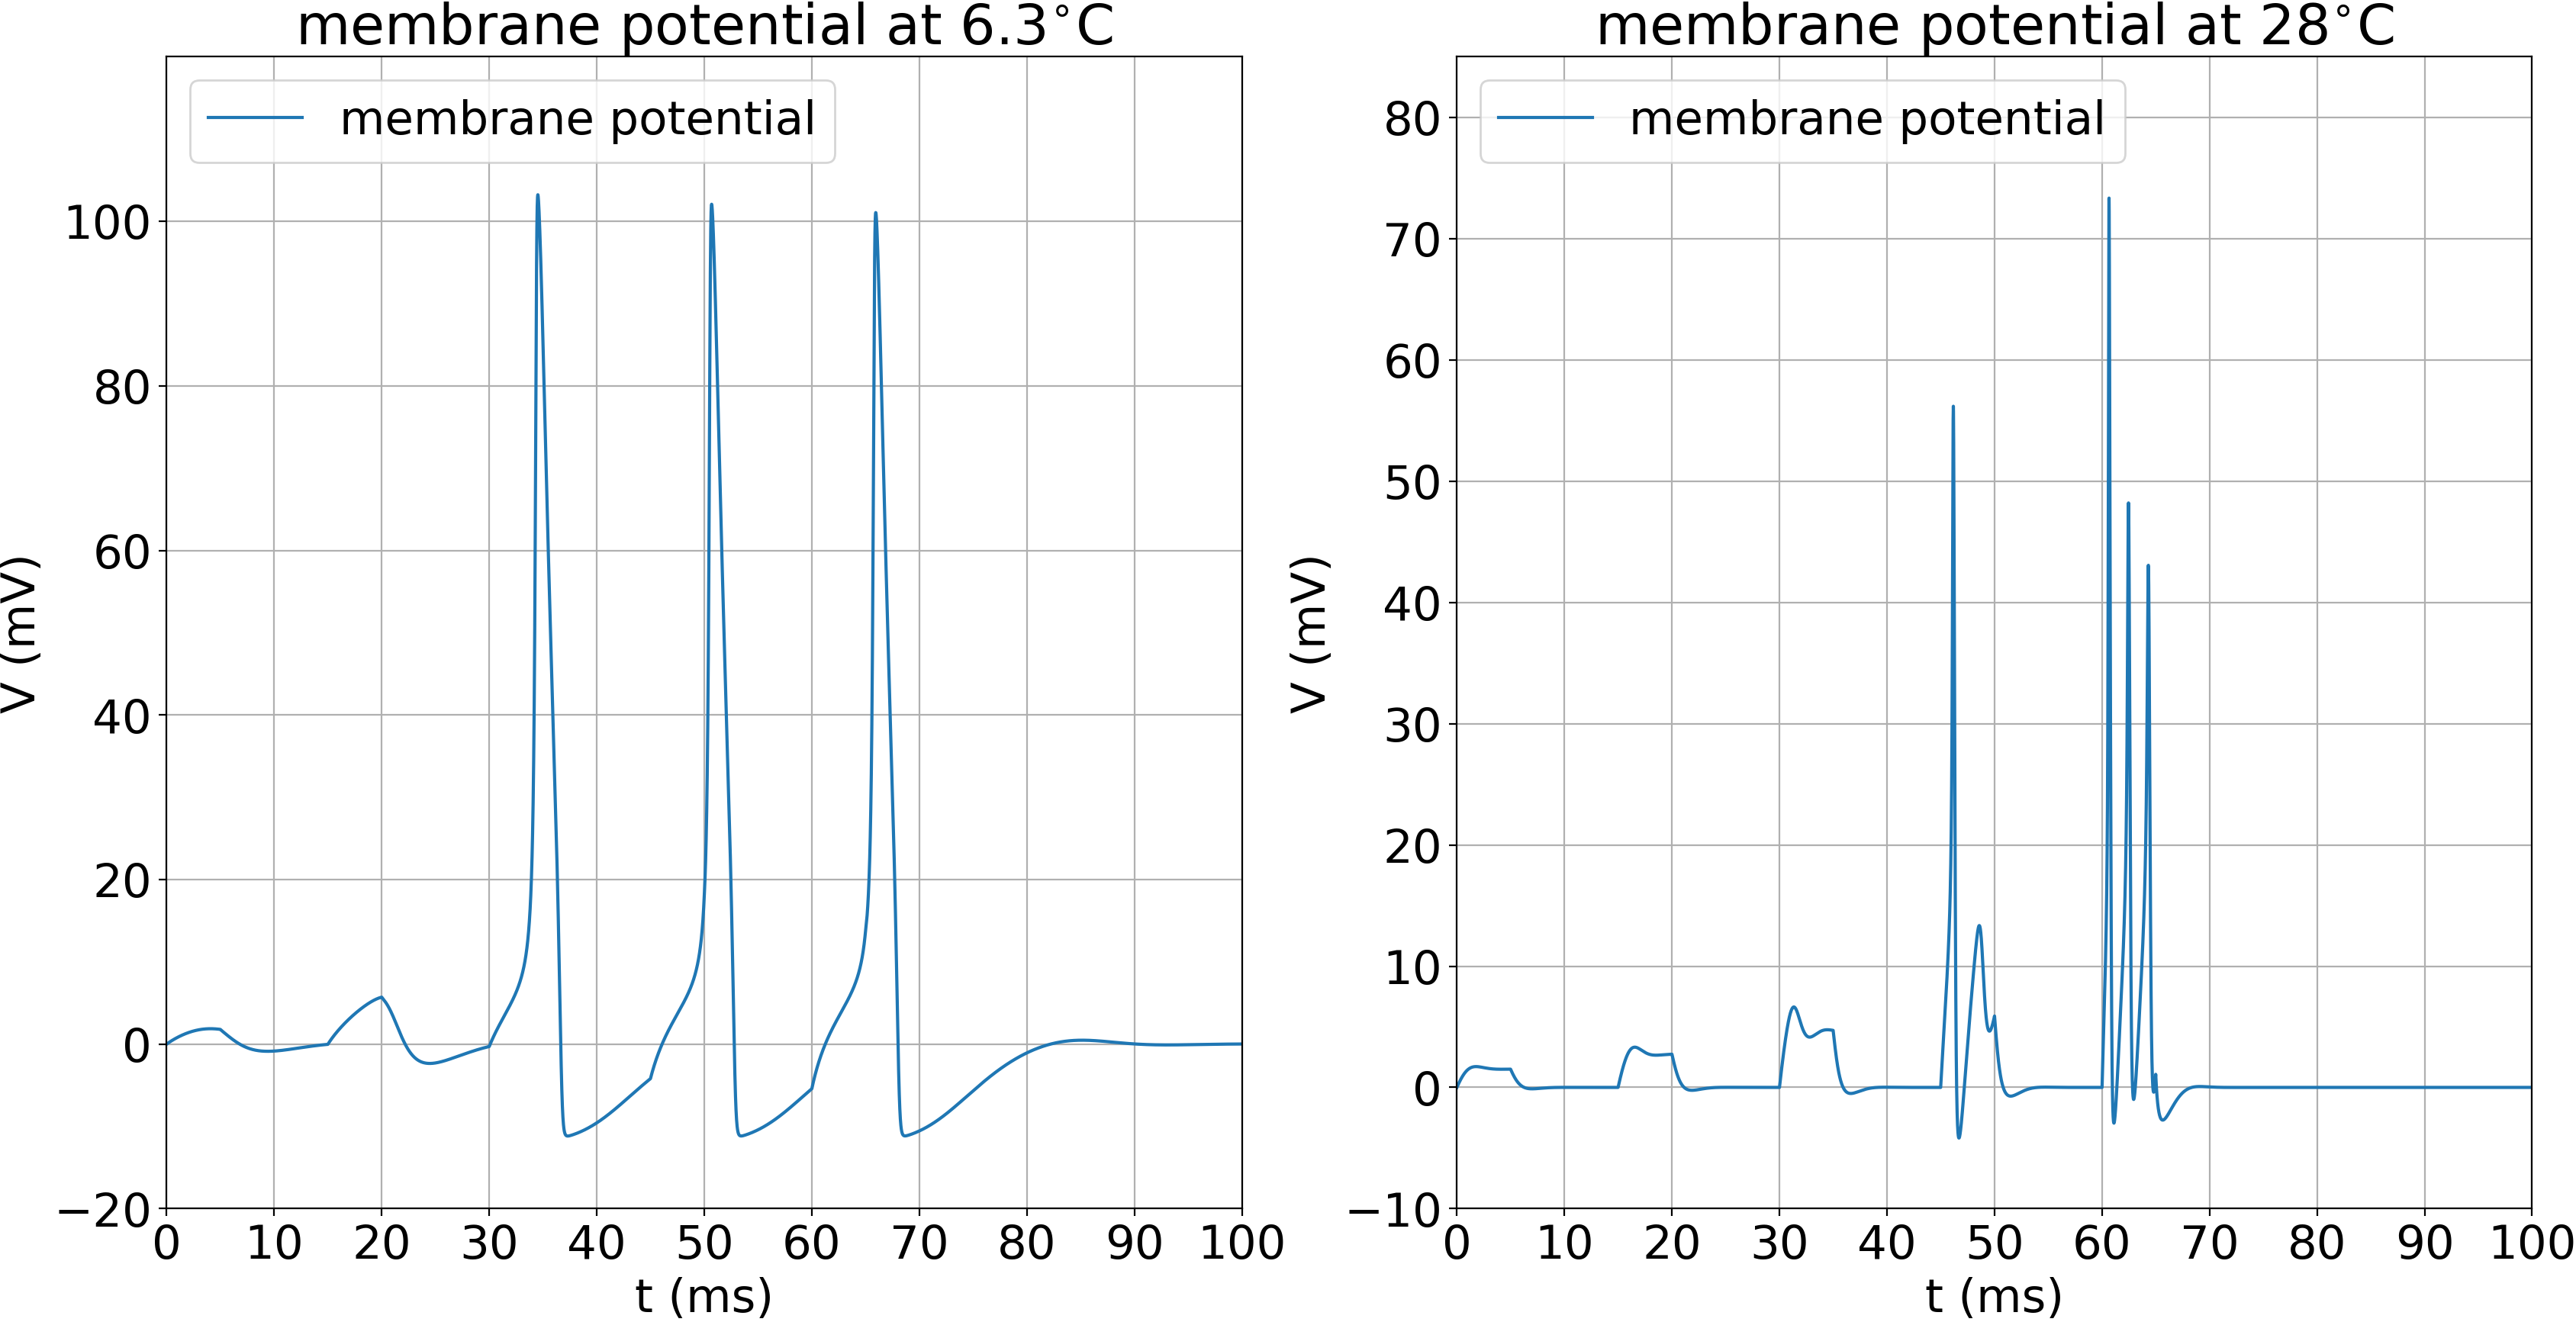 membrane potential at 6.3°C
membrane potential
100
80
60
40
20
0
−20
V (mV)
0 10 20 30 40 50 60 70 80 90 100
t (ms)
membrane potential at 28°C
membrane potential
80
70
60
50
40
30
20
10
0
−10
V (mV)
0 10 20 30 40 50 60 70 80 90 100
t (ms)